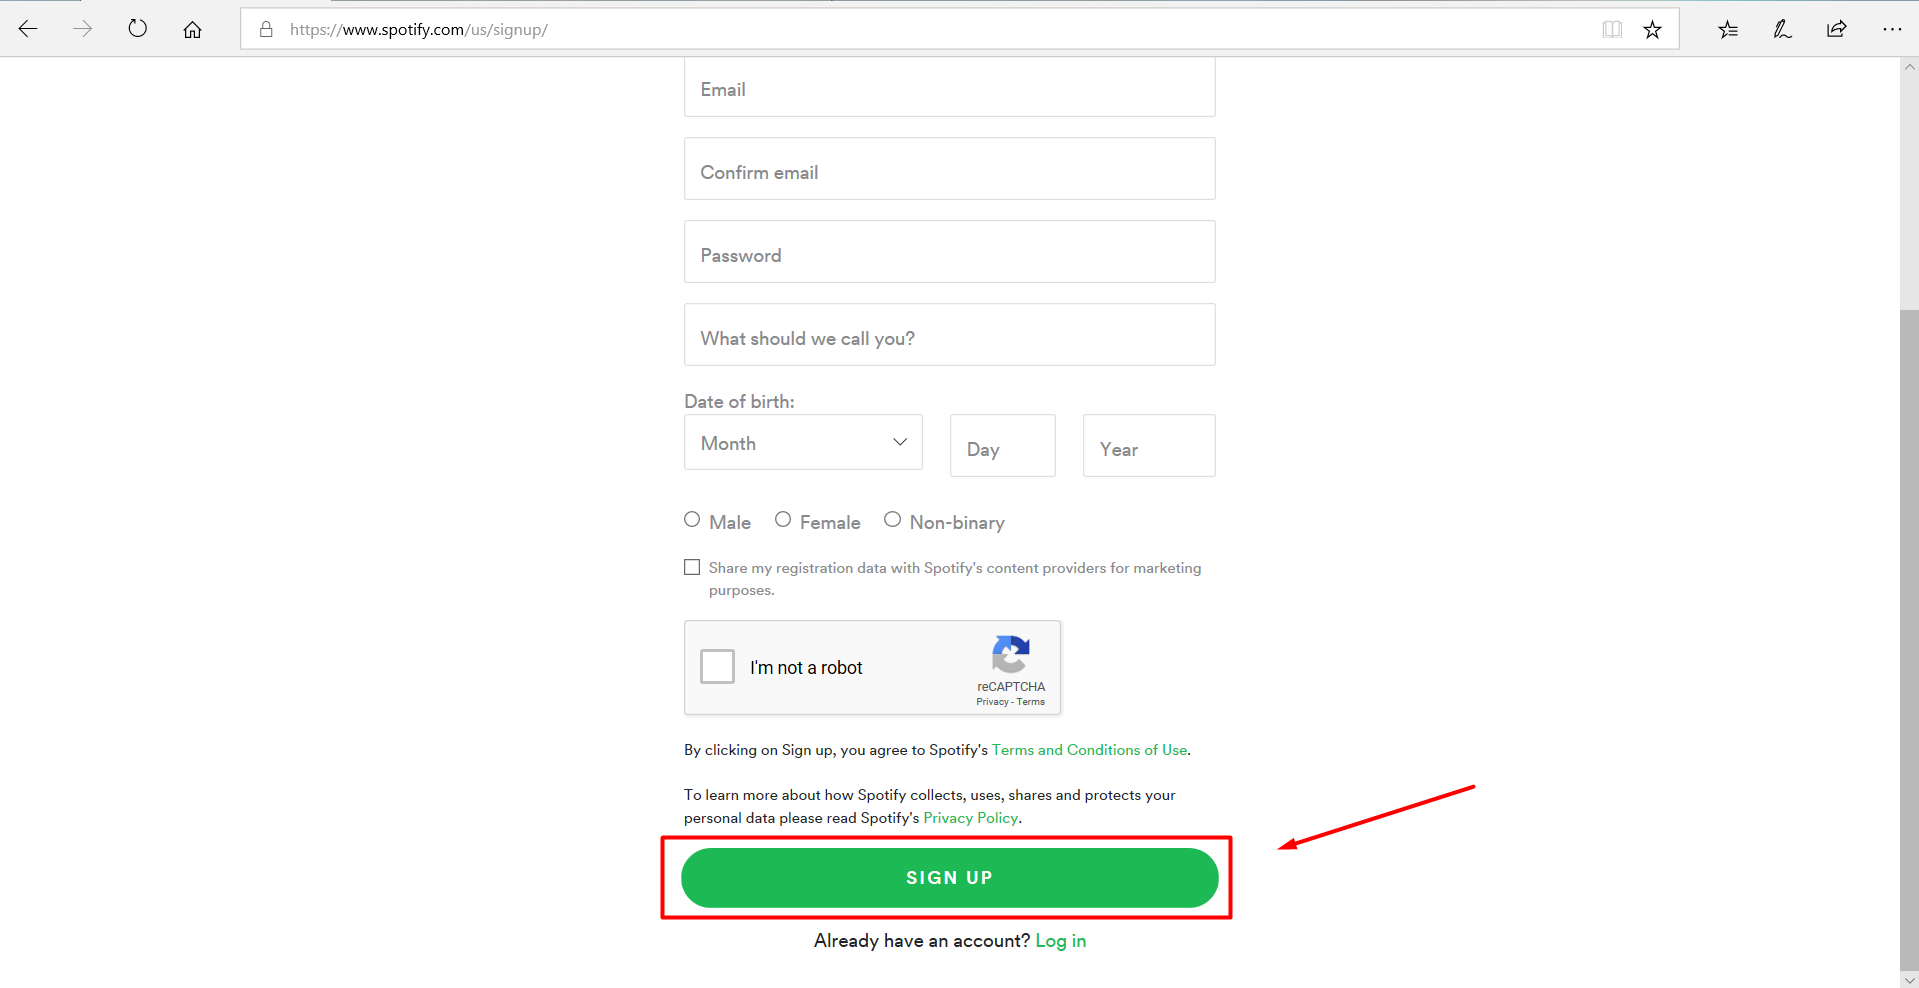 https://www.spotify.com/us/signup/
Email
Confirm email
Password
What should we call you?
Date of birth:
Month Day Year
Male Female Non-binary
Share my registration data with Spotify's content providers for marketing
purposes.
I'm not a robot
reCAPTCHA
Privacy - Terms
By clicking on Sign up, you agree to Spotify's Terms and Conditions of Use.
To learn more about how Spotify collects, uses, shares and protects your
personal data please read Spotify's Privacy Policy.
SIGN UP
Already have an account? Log in